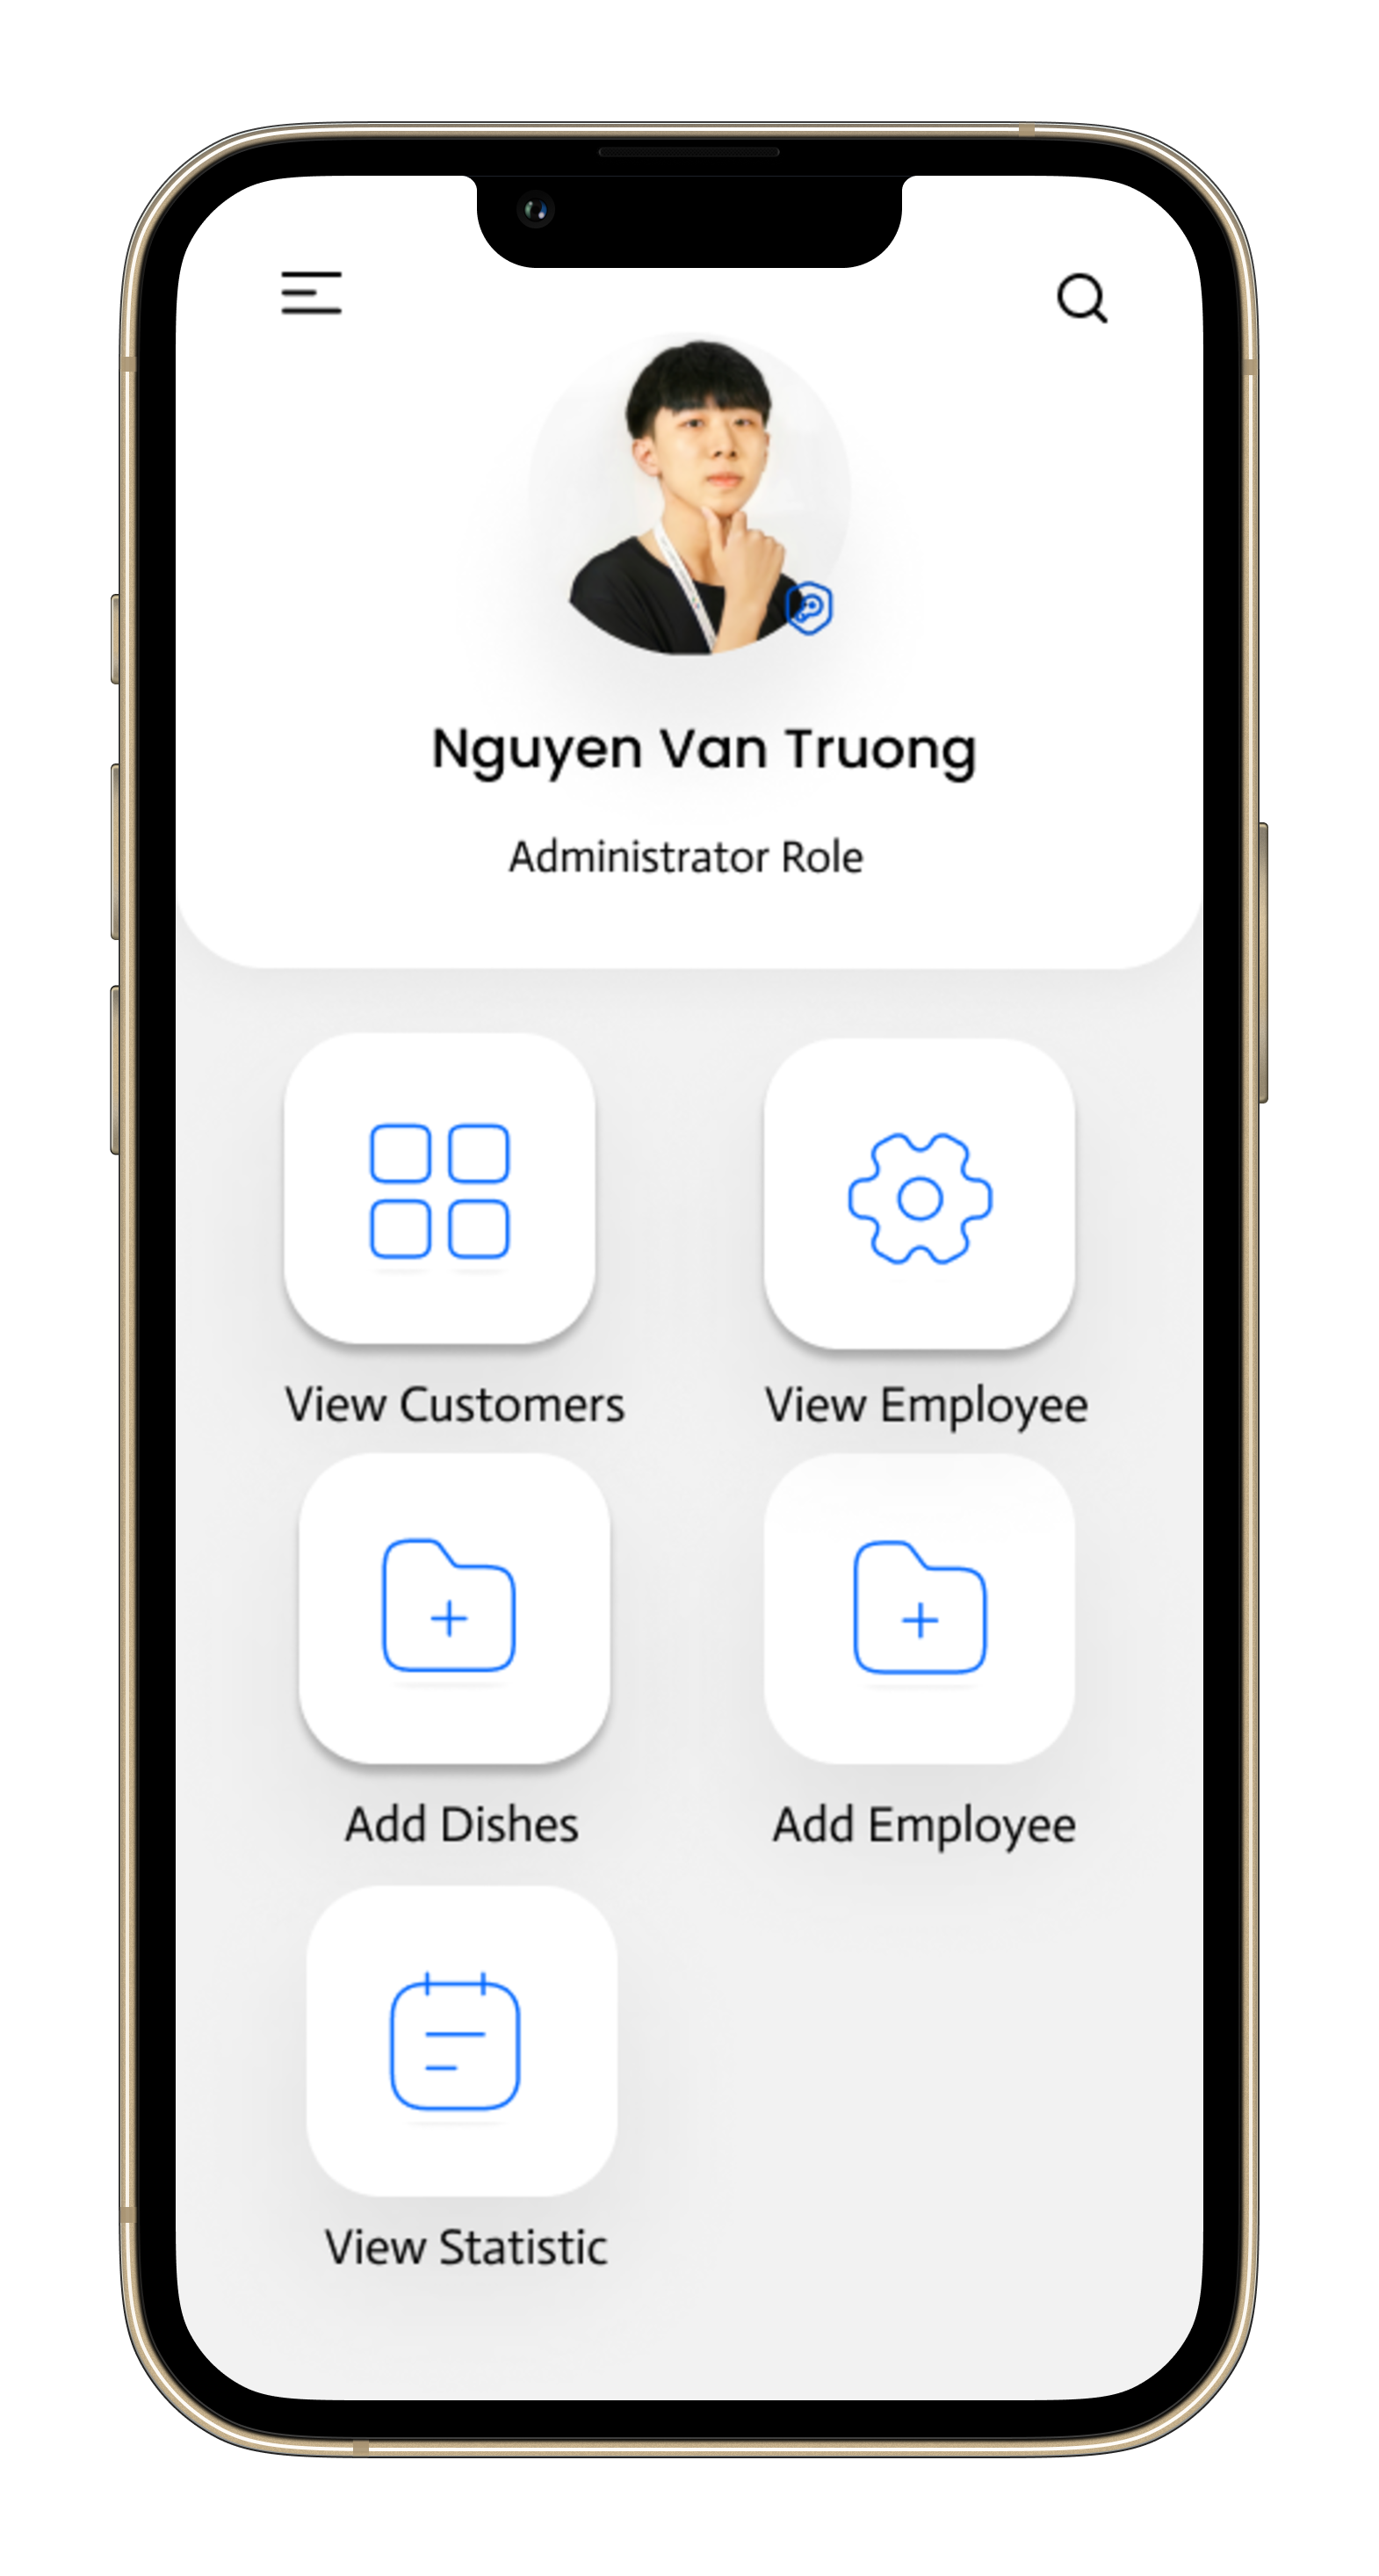 Nguyen Van Truong
Administrator Role
View Customers
View Employee
Add Dishes
Add Employee
View Statistic